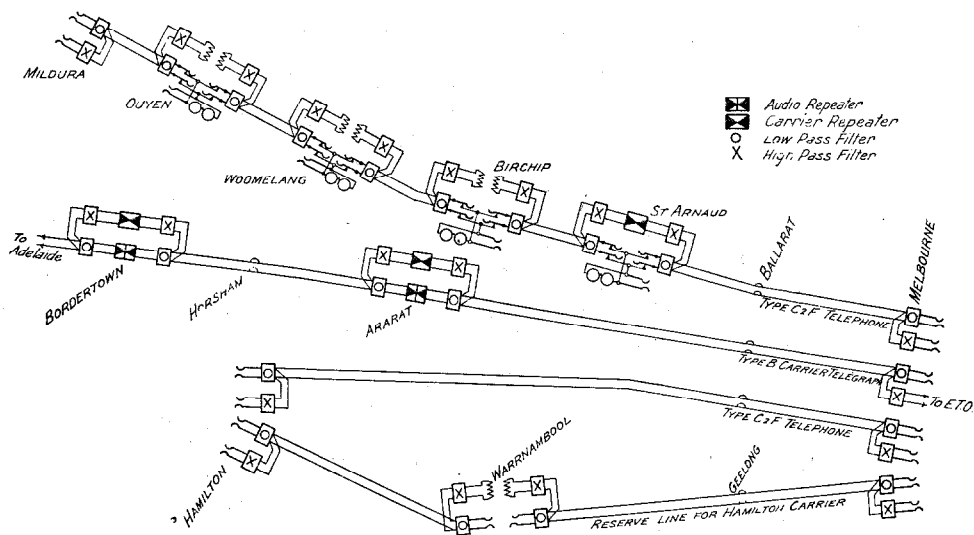 MILDURA
OUYEN
WOOMELANG
BIRCHIP
ST ARNAUD
BALLARAT
MELBOURNE
Audio Repeater
Carrier Repeater
X
Low Pass Filter
High Pass Filter
TYPE C2F TELEPHONE
To
Adelaide
BORDERTOWN
HORSHAM
ARARAT
TYPE B CARRIER TELEGRAPH
To E.T.O.
TYPE C2F TELEPHONE
HAMILTON
WARRNAMBOOL
GEELONG
RESERVE LINE FOR HAMILTON CARRIER